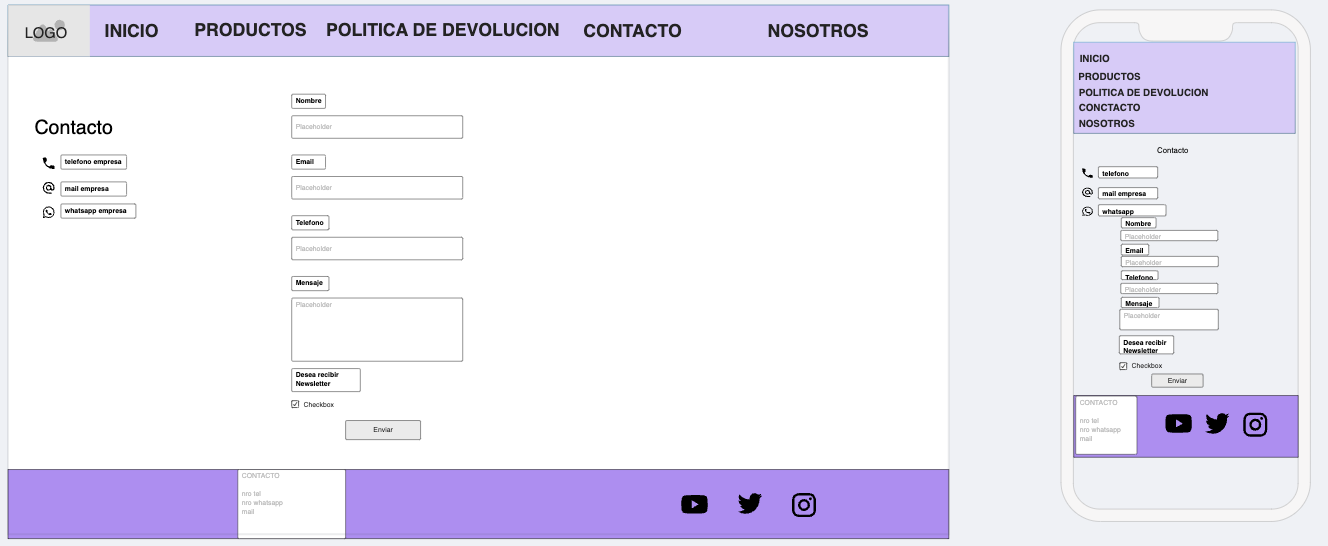 LOGO INICIO PRODUCTOS POLITICA DE DEVOLUCION CONTACTO NOSOTROS
Contacto
telefono empresa
mail empresa
whatsapp empresa
Nombre
Placeholder
Email
Placeholder
Telefono
Placeholder
Mensaje
Placeholder
Desea recibir
Newsletter
Checkbox
Enviar
CONTACTO
nro tel
nro whatsapp
mail
INICIO
PRODUCTOS
POLITICA DE DEVOLUCION
CONCTACTO
NOSOTROS
Contacto
telefono
mail empresa
whatsapp
Nombre
Placeholder
Email
Placeholder
Telefono
Placeholder
Mensaje
Placeholder
Desea recibir
Newsletter
Checkbox
Enviar
CONTACTO
nro tel
nro whatsapp
mail